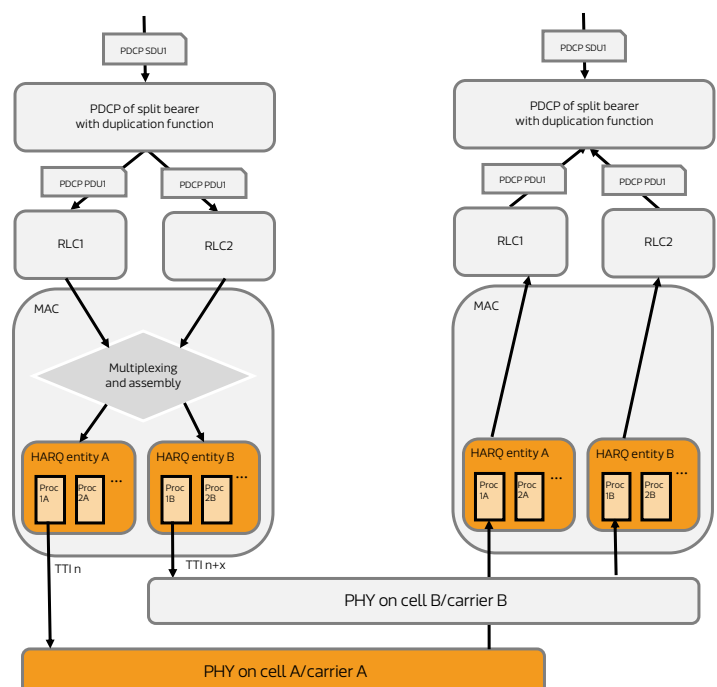 PDCP SDU1
PDCP of split bearer
with duplication function
PDCP PDU1
PDCP PDU1
RLC1
RLC2
MAC
Multiplexing
and assembly
HARQ entity A
Proc
1A
Proc
2A
...
HARQ entity B
Proc
1B
Proc
2B
...
TTI n
TTI n+x
PDCP SDU1
PDCP of split bearer
with duplication function
PDCP PDU1
PDCP PDU1
RLC1
RLC2
MAC
HARQ entity A
Proc
1A
Proc
2A
...
HARQ entity B
Proc
1B
Proc
2B
...
PHY on cell B/carrier B
PHY on cell A/carrier A